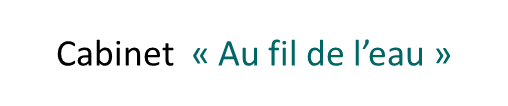 Cabinet « Au fil de l’eau »